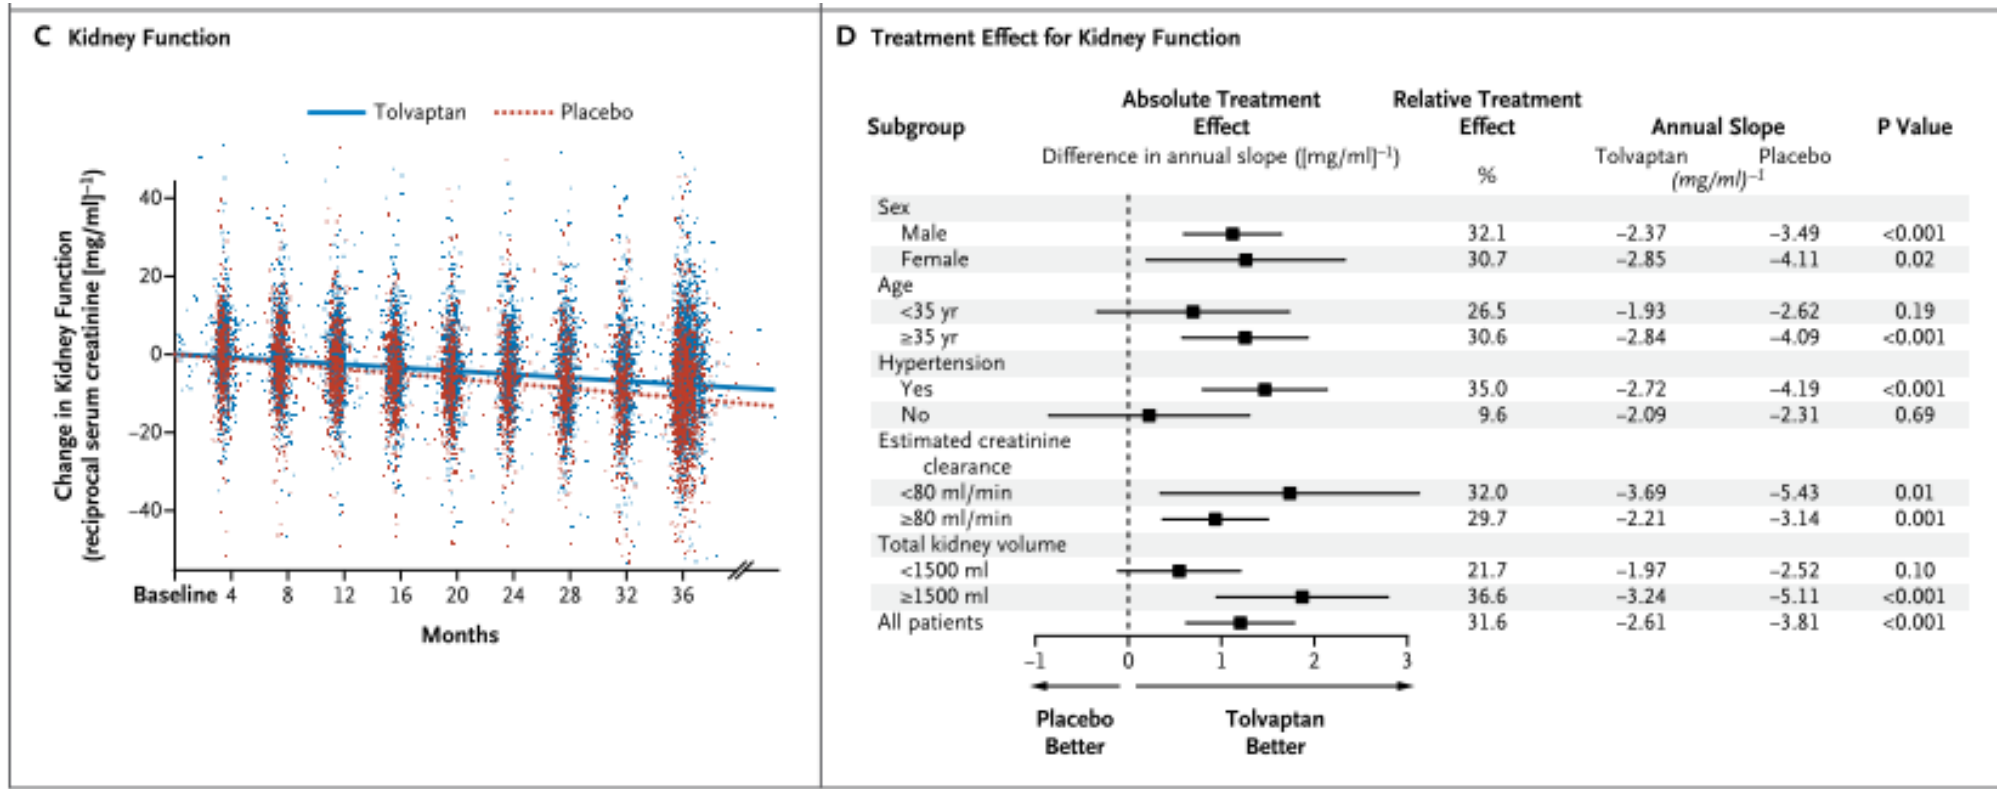 C Kidney Function
Tolvaptan Placebo
Change in Kidney Function
(reciprocal serum creatinine [mg/ml])⁻¹
40
20
0
−20
−40
Baseline 4 8 12 16 20 24 28 32 36
Months
D Treatment Effect for Kidney Function
Subgroup Absolute Treatment Effect Relative Treatment Effect Annual Slope P Value
Difference in annual slope ([mg/ml]⁻¹) % Tolvaptan Placebo
(mg/ml)⁻¹
Sex
Male 32.1 −2.37 −3.49 <0.001
Female 30.7 −2.85 −4.11 0.02
Age
<35 yr 26.5 −1.93 −2.62 0.19
≥35 yr 30.6 −2.84 −4.09 <0.001
Hypertension
Yes 35.0 −2.72 −4.19 <0.001
No 9.6 −2.09 −2.31 0.69
Estimated creatinine
clearance
<80 ml/min 32.0 −3.69 −5.43 0.01
≥80 ml/min 29.7 −2.21 −3.14 0.001
Total kidney volume
<1500 ml 21.7 −1.97 −2.52 0.10
≥1500 ml 36.6 −3.24 −5.11 <0.001
All patients 31.6 −2.61 −3.81 <0.001
−1 0 1 2 3
Placebo Better Tolvaptan Better